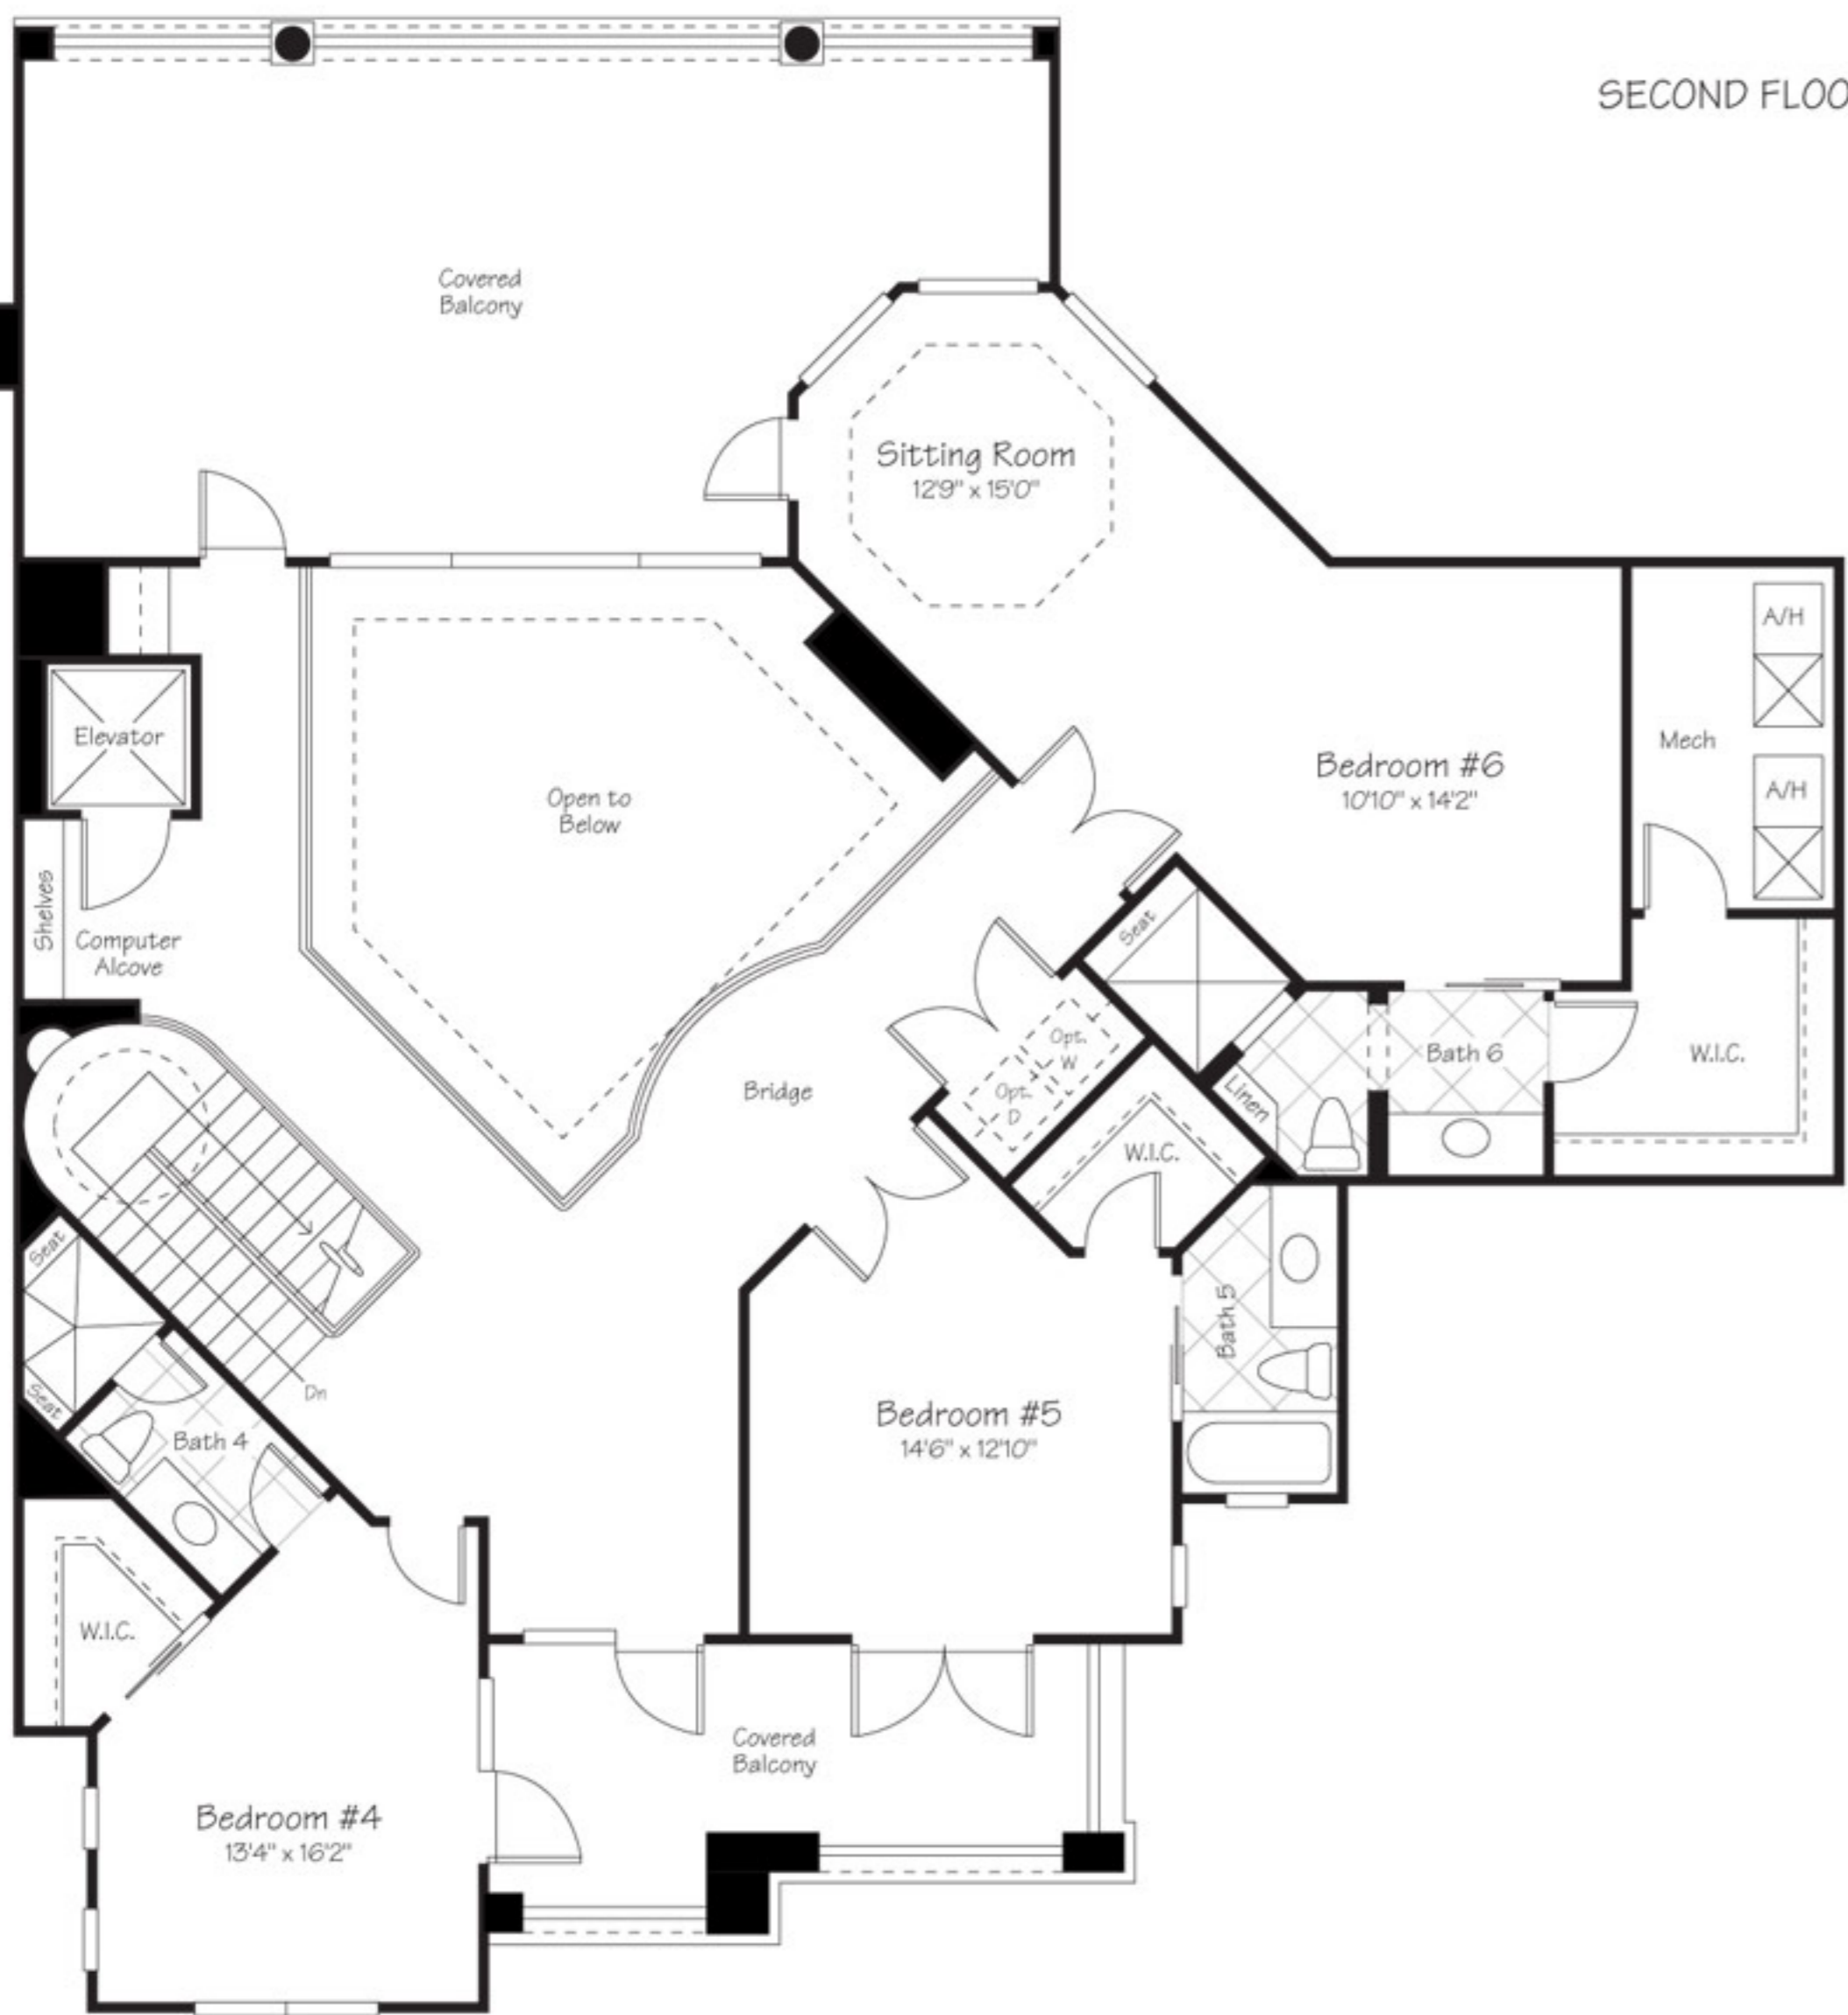 SECOND FLOO
Covered
Balcony
Sitting Room
12'9" x 15'0"
A/H
Elevator
Mech
Bedroom #6
10'10" x 14'2"
A/H
Open to
Below
Shelves
Computer
Alcove
Seat
Opt.
W
Bath 6
W.I.C.
Bridge
Opt.
D
Linen
W.I.C.
Seat
Bath 5
Dn
Seat
Bath 4
Bedroom #5
14'6" x 12'10"
W.I.C.
Covered
Balcony
Bedroom #4
13'4" x 16'2"